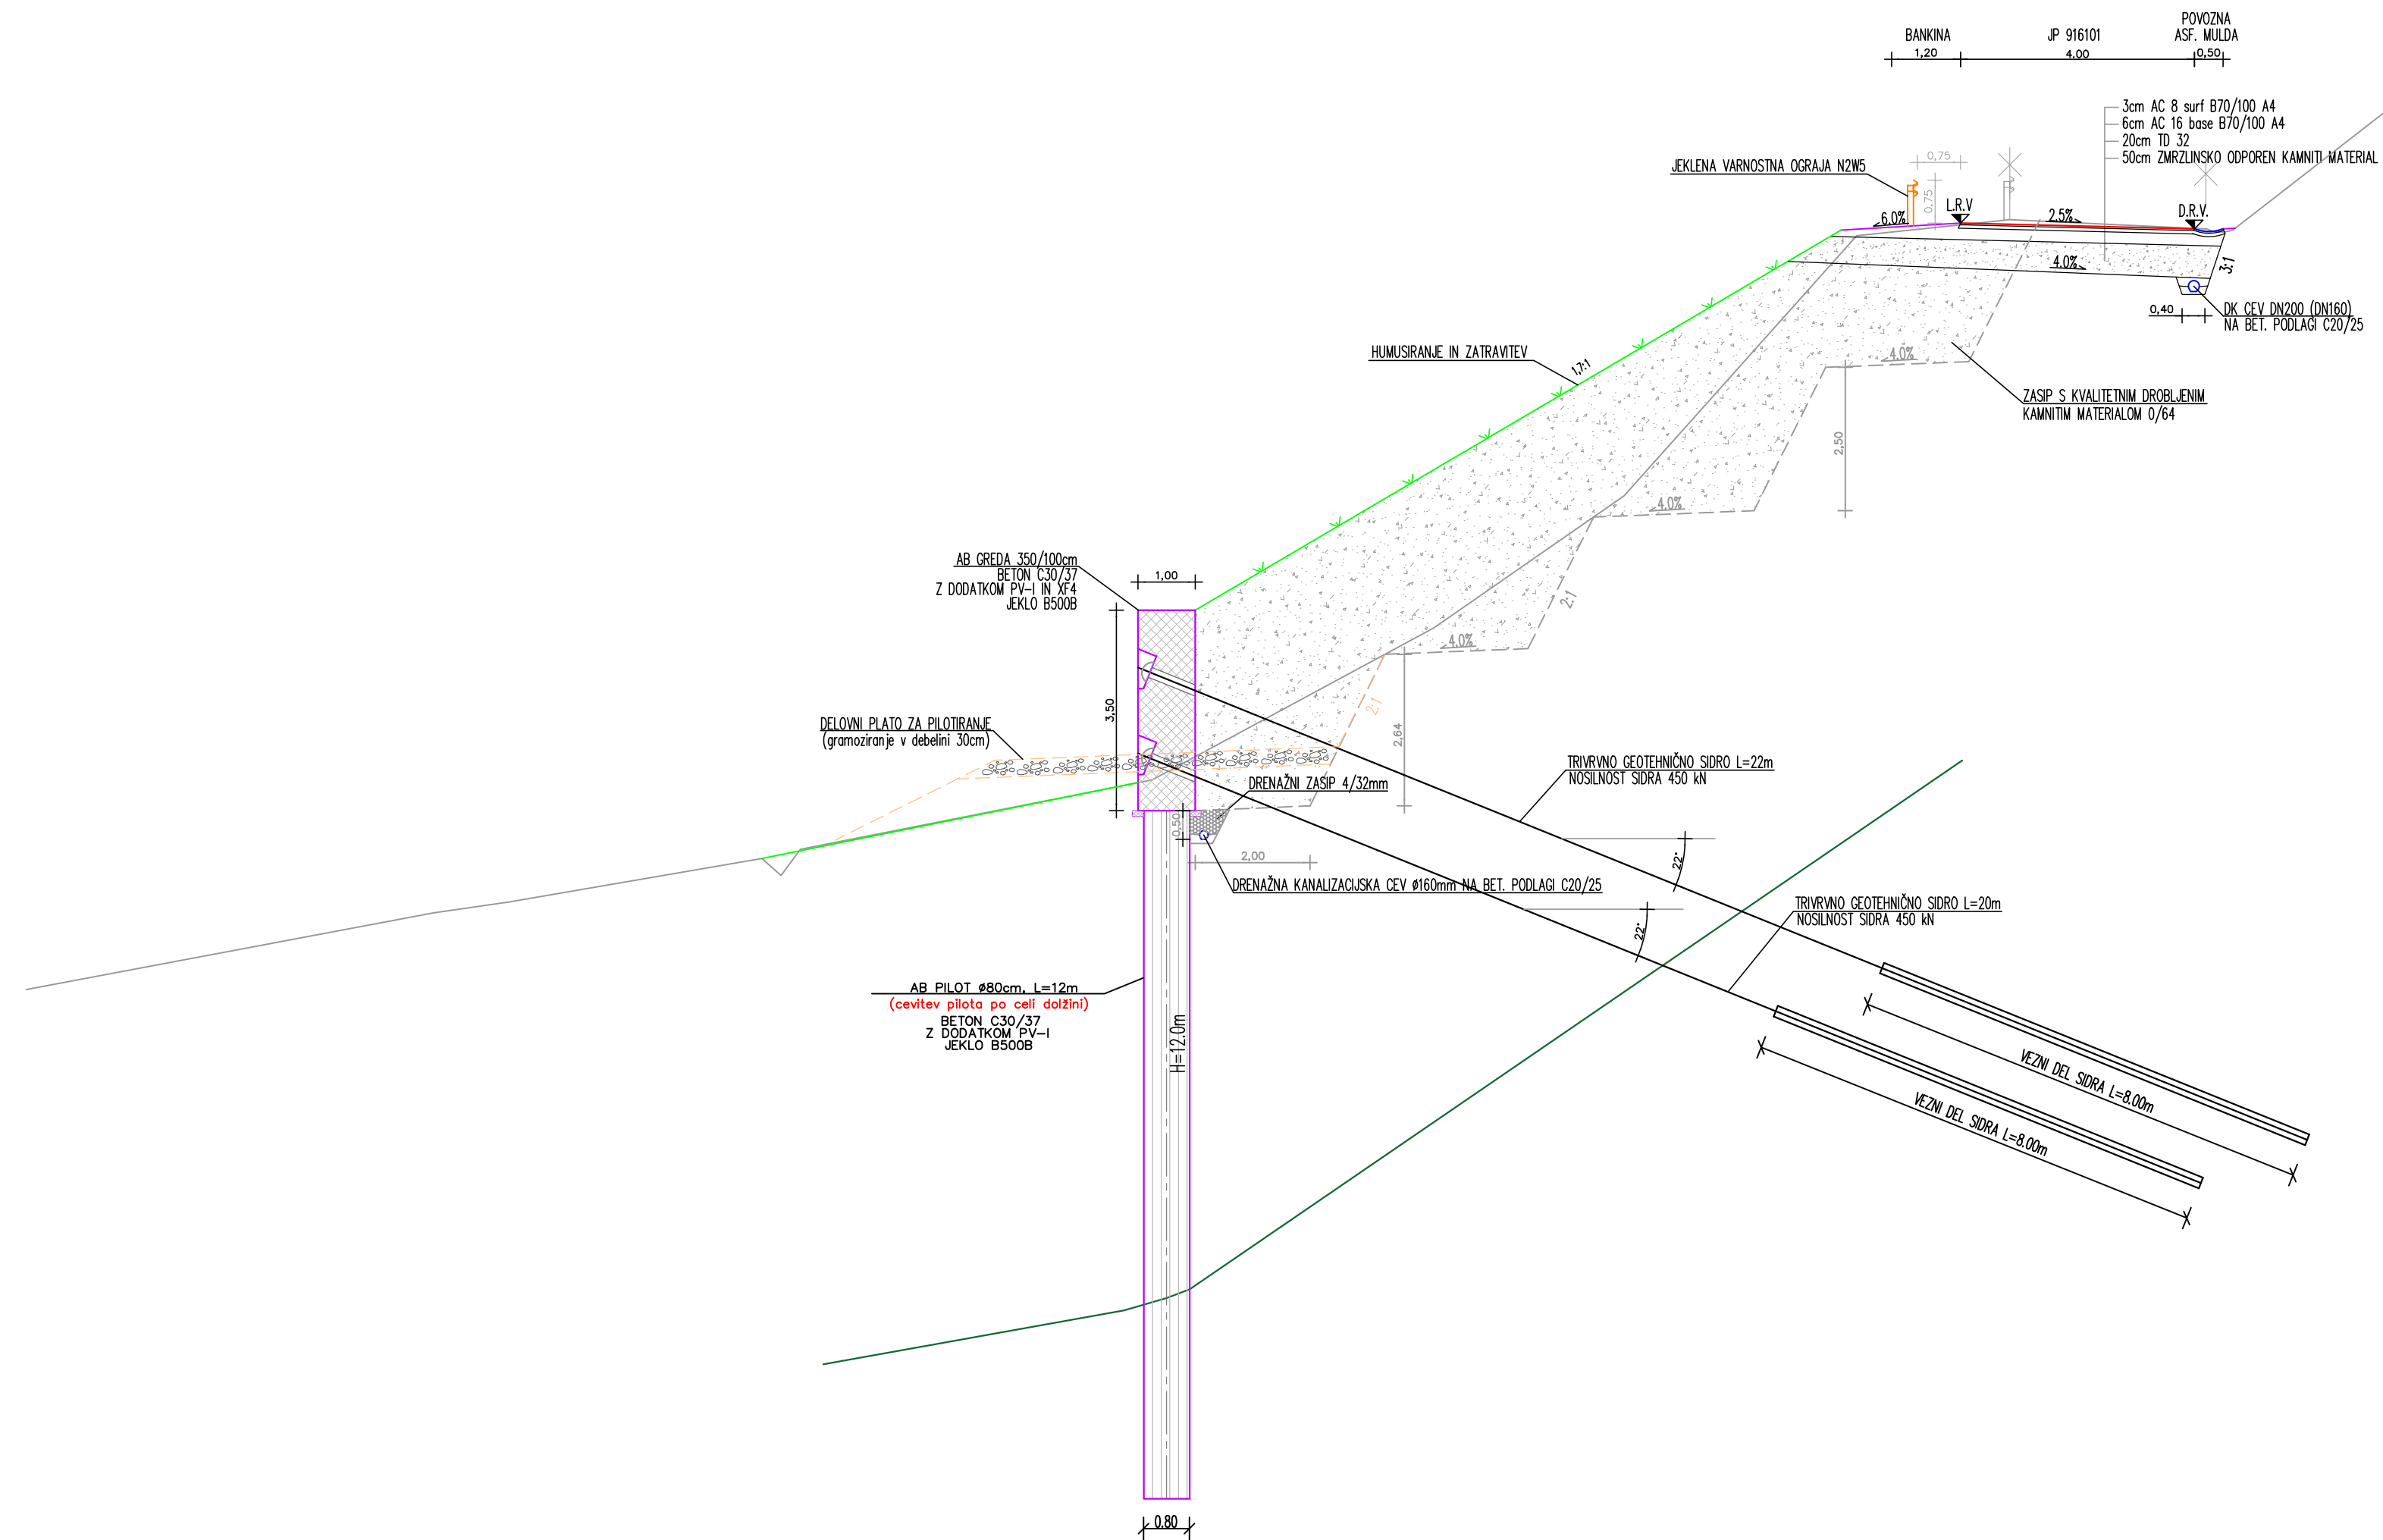 BANKINA
1,20
JP 916101
4.00
POVOZNA
ASF. MULDA
0,50
3cm AC 8 surf B70/100 A4
6cm AC 16 base B70/100 A4
20cm TD 32
50cm ZMRZLINSKO ODPOREN KAMNITI MATERIAL
JEKLENA VARNOSTNA OGRAJA N2W5
0,75
0,75
6.0%
L.R.V
2.5%
D.R.V.
4.0%
3:1
0,40
DK CEV DN200 (DN160)
NA BET. PODLAGI C20/25
HUMUSIRANJE IN ZATRAVITEV
1,7:1
4.0%
ZASIP S KVALITETNIM DROBLJENIM
KAMNITIM MATERIALOM 0/64
2,50
4.0%
AB GREDA 350/100cm
BETON C30/37
Z DODATKOM PV-I IN XF4
JEKLO B500B
1,00
2:1
4.0%
3,50
2:1
2,64
DELOVNI PLATO ZA PILOTIRANJE
(gramoziranje v debelini 30cm)
TRIVRVNO GEOTEHNIČNO SIDRO L=22m
NOSILNOST SIDRA 450 kN
DRENAŽNI ZASIP 4/32mm
0,50
2,00
22°
DRENAŽNA KANALIZACIJSKA CEV ø160mm NA BET. PODLAGI C20/25
TRIVRVNO GEOTEHNIČNO SIDRO L=20m
NOSILNOST SIDRA 450 kN
22°
AB PILOT ø80cm, L=12m
(cevitev pilota po celi dolžini)
BETON C30/37
Z DODATKOM PV-I
JEKLO B500B
H=12.0m
VEZNI DEL SIDRA L=8.00m
VEZNI DEL SIDRA L=8.00m
0.80